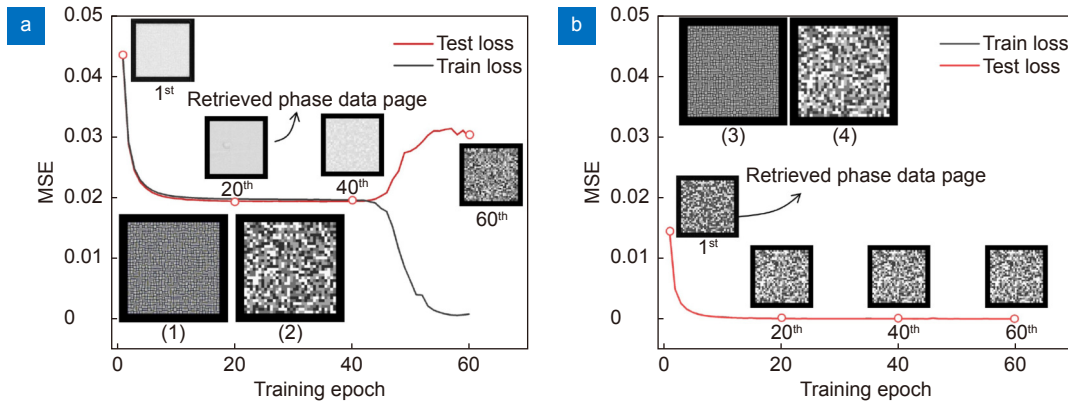 a
0.05
0.04
0.03
0.02
0.01
0
MSE
0
20
40
60
Training epoch
Test loss
Train loss
1st
Retrieved phase data page
20th
40th
60th
(1)
(2)
b
0.05
0.04
0.03
0.02
0.01
0
MSE
0
20
40
60
Training epoch
Train loss
Test loss
(3)
(4)
Retrieved phase data page
1st
20th
40th
60th